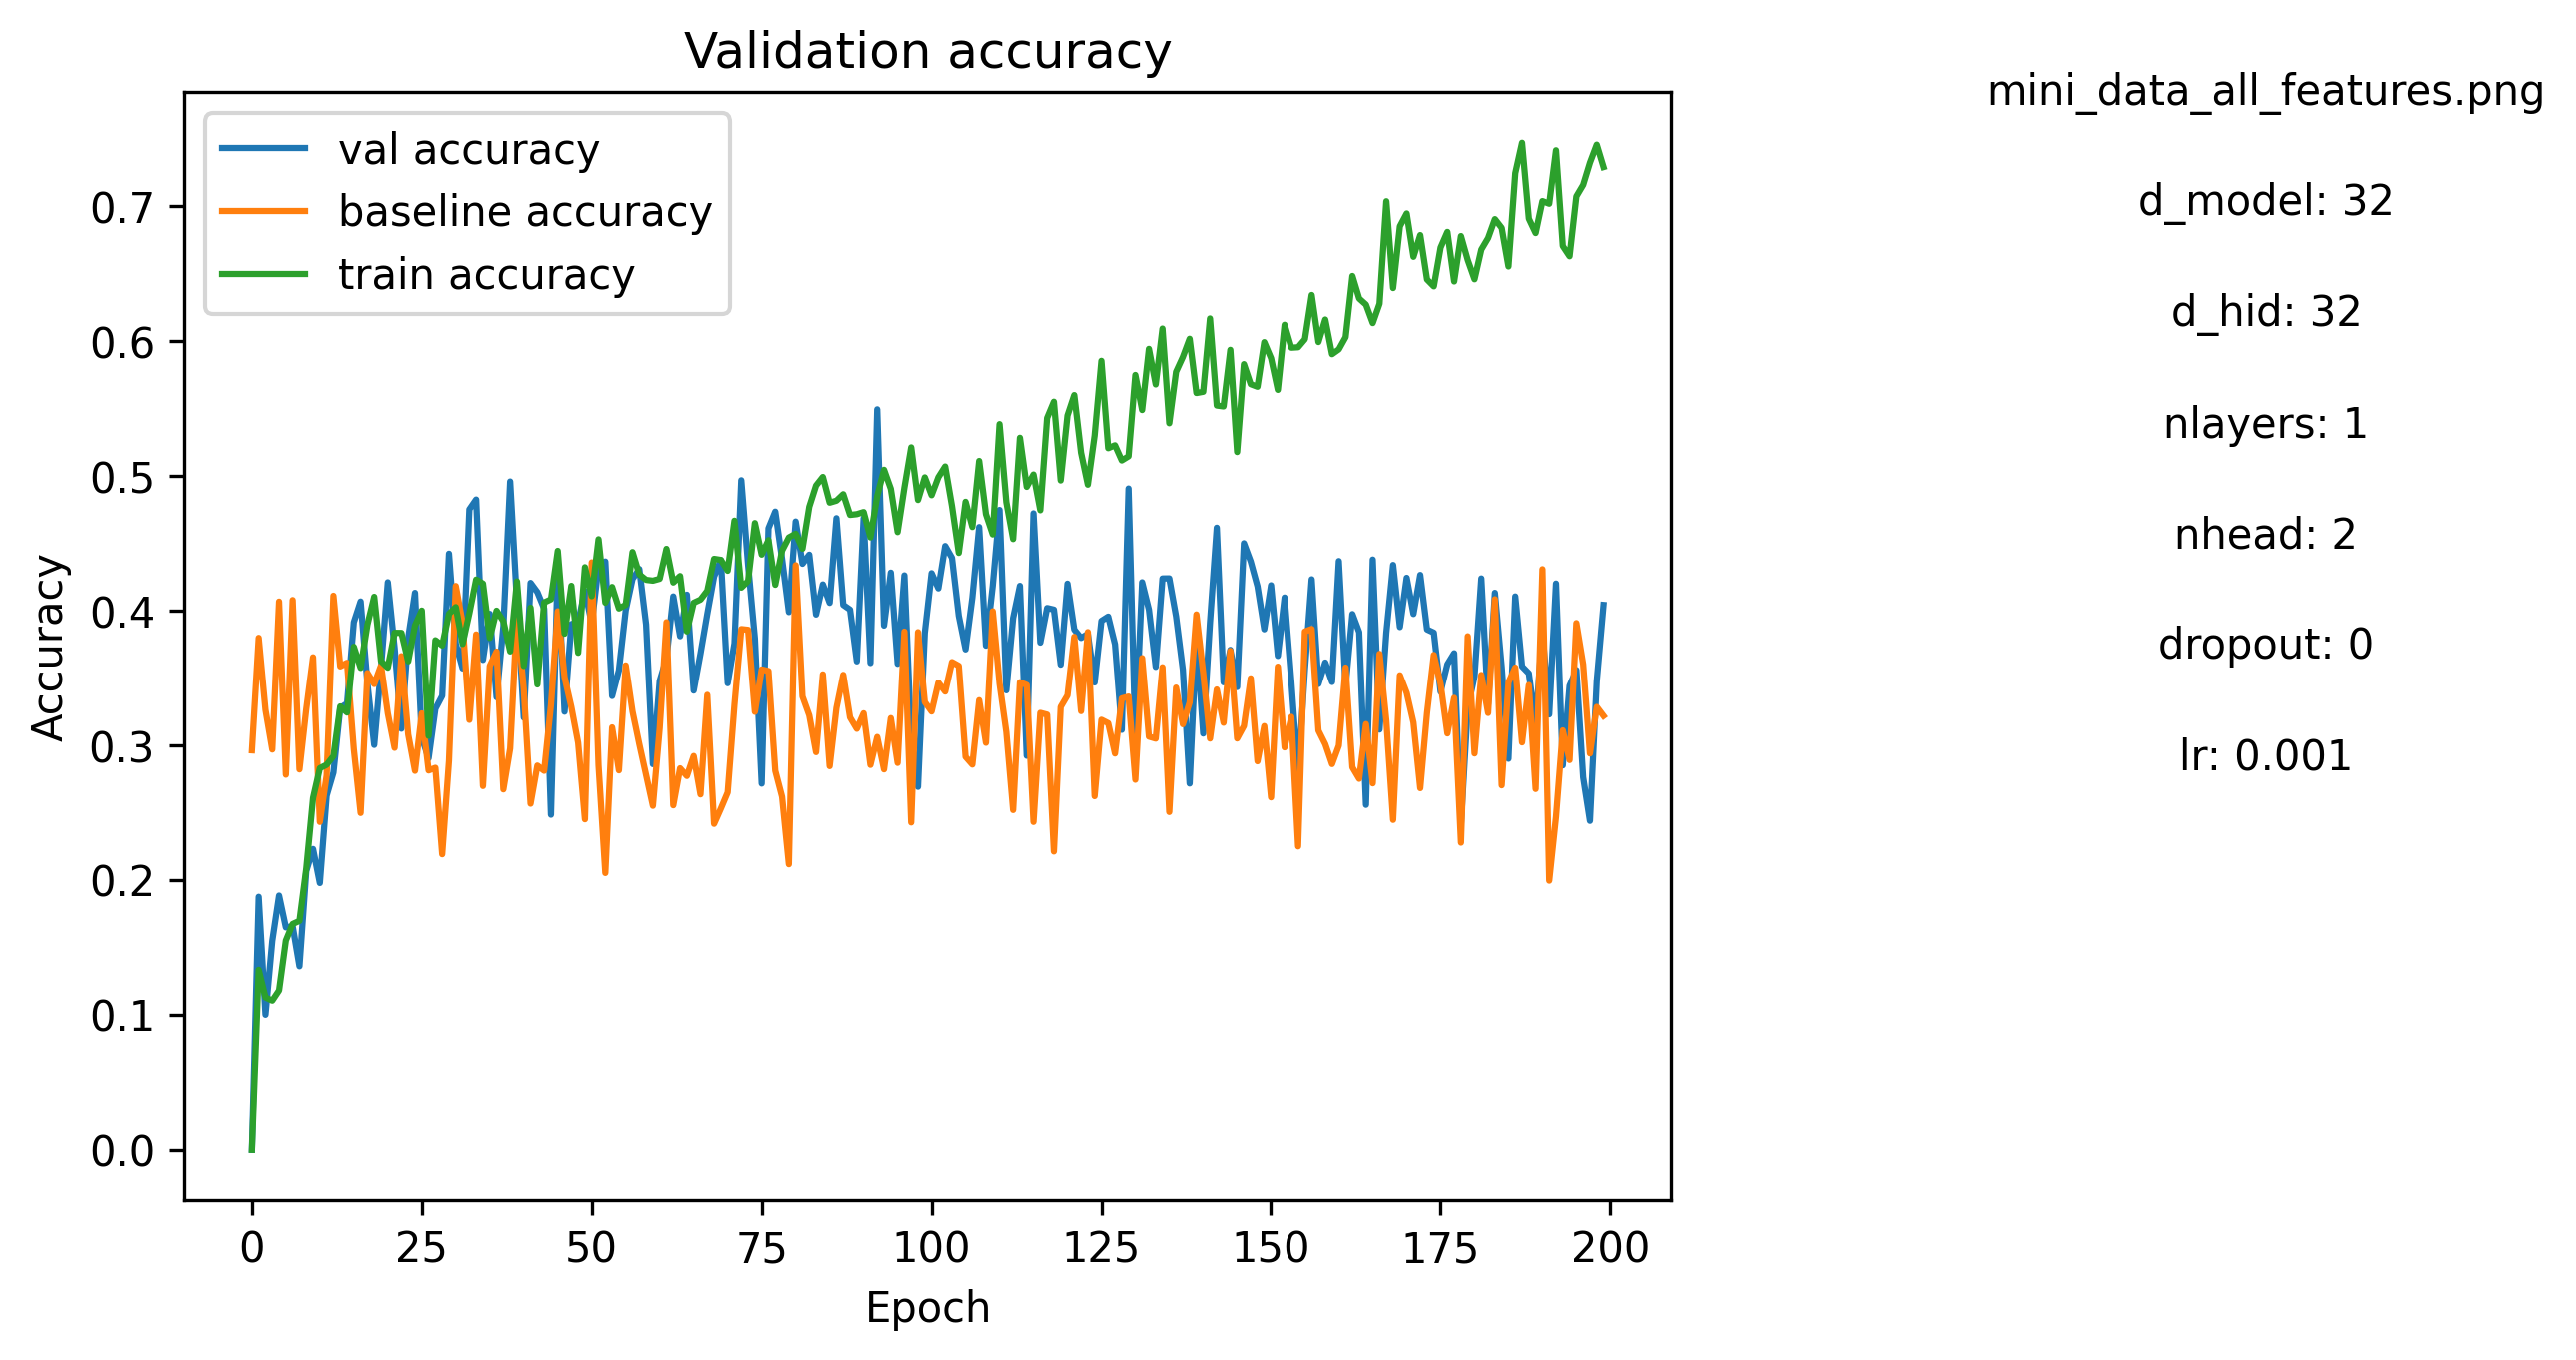 Validation accuracy
val accuracy
baseline accuracy
train accuracy
Accuracy
0.7
0.6
0.5
0.4
0.3
0.2
0.1
0.0
0 25 50 75 100 125 150 175 200
Epoch
mini_data_all_features.png
d_model: 32
d_hid: 32
nlayers: 1
nhead: 2
dropout: 0
lr: 0.001